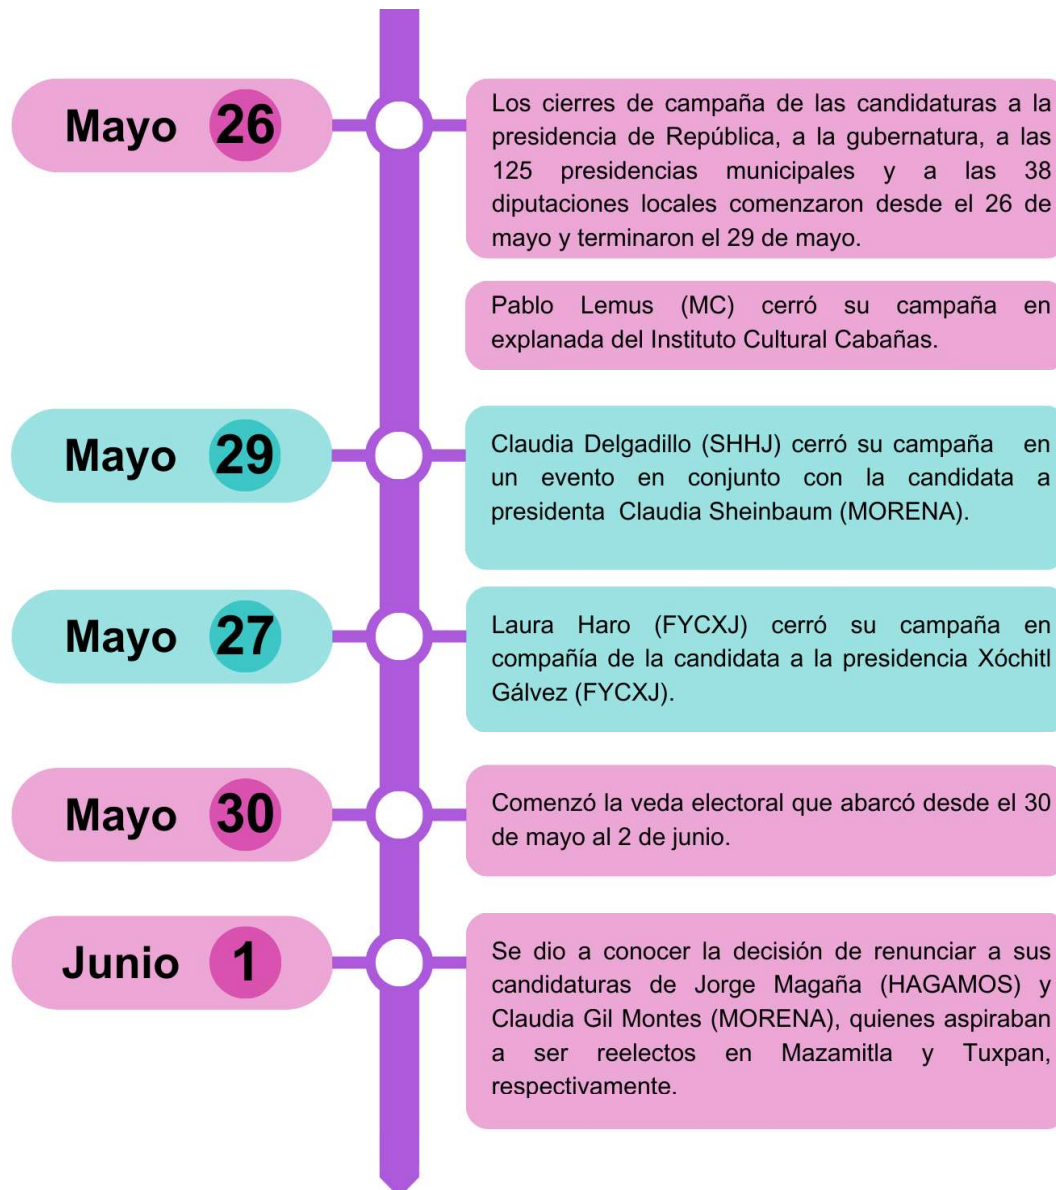 Mayo 26
Los cierres de campaña de las candidaturas a la
presidencia de República, a la gubernatura, a las
125 presidencias municipales y a las 38
diputaciones locales comenzaron desde el 26 de
mayo y terminaron el 29 de mayo.
Pablo Lemus (MC) cerró su campaña en
explanada del Instituto Cultural Cabañas.
Mayo 29
Claudia Delgadillo (SHHJ) cerró su campaña en
un evento en conjunto con la candidata a
presidenta Claudia Sheinbaum (MORENA).
Mayo 27
Laura Haro (FYCXJ) cerró su campaña en
compañía de la candidata a la presidencia Xóchitl
Gálvez (FYCXJ).
Mayo 30
Comenzó la veda electoral que abarcó desde el 30
de mayo al 2 de junio.
Junio 1
Se dio a conocer la decisión de renunciar a sus
candidaturas de Jorge Magaña (HAGAMOS) y
Claudia Gil Montes (MORENA), quienes aspiraban
a ser reelectos en Mazamitla y Tuxpan,
respectivamente.